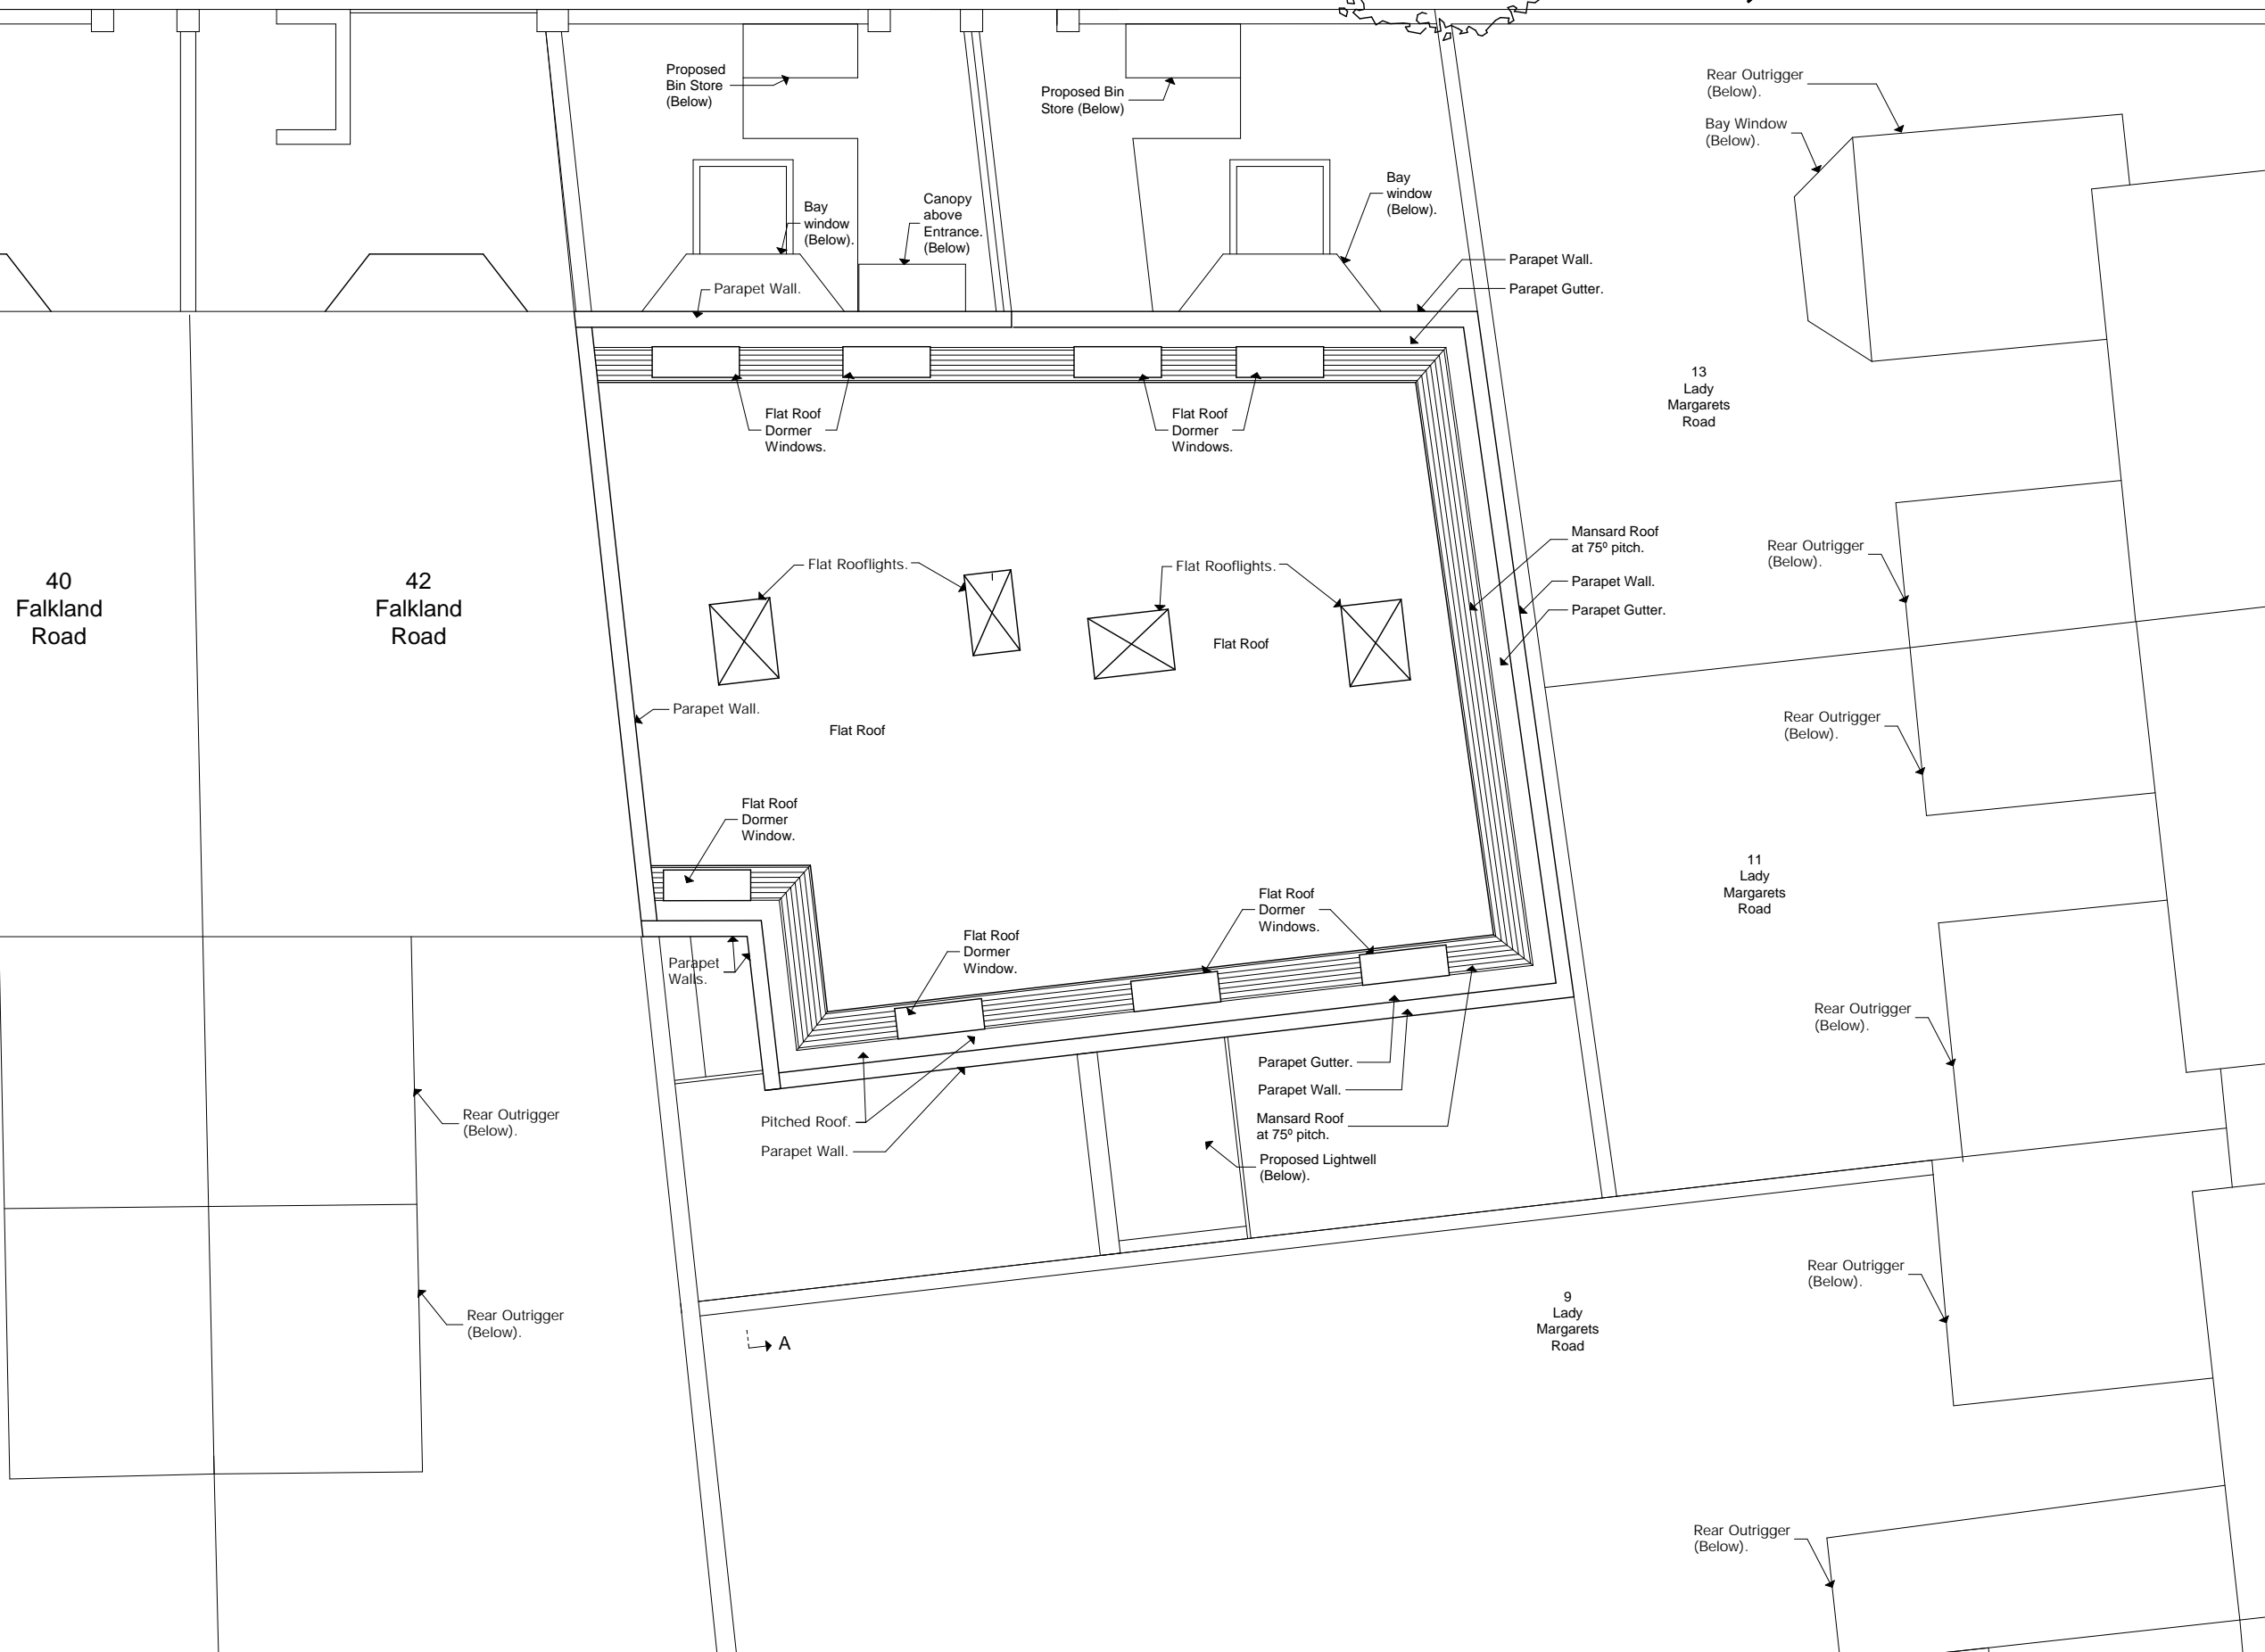 Proposed
Bin Store
(Below)
Proposed Bin
Store (Below)
Rear Outrigger
(Below).
Bay Window
(Below).
Bay
window
(Below).
Canopy
above
Entrance.
(Below)
Bay
window
(Below).
Parapet Wall.
Parapet Wall.
Parapet Gutter.
Flat Roof
Dormer
Windows.
Flat Roof
Dormer
Windows.
13
Lady
Margarets
Road
40
Falkland
Road
42
Falkland
Road
Flat Rooflights.
Flat Rooflights.
Flat Roof
Mansard Roof
at 75º pitch.
Parapet Wall.
Parapet Gutter.
Rear Outrigger
(Below).
Parapet Wall.
Flat Roof
Rear Outrigger
(Below).
Flat Roof
Dormer
Window.
Flat Roof
Dormer
Windows.
11
Lady
Margarets
Road
Parapet
Walls.
Flat Roof
Dormer
Window.
Rear Outrigger
(Below).
Parapet Gutter.
Parapet Wall.
Mansard Roof
at 75º pitch.
Proposed Lightwell
(Below).
Pitched Roof.
Parapet Wall.
Rear Outrigger
(Below).
Rear Outrigger
(Below).
A
9
Lady
Margarets
Road
Rear Outrigger
(Below).
Rear Outrigger
(Below).